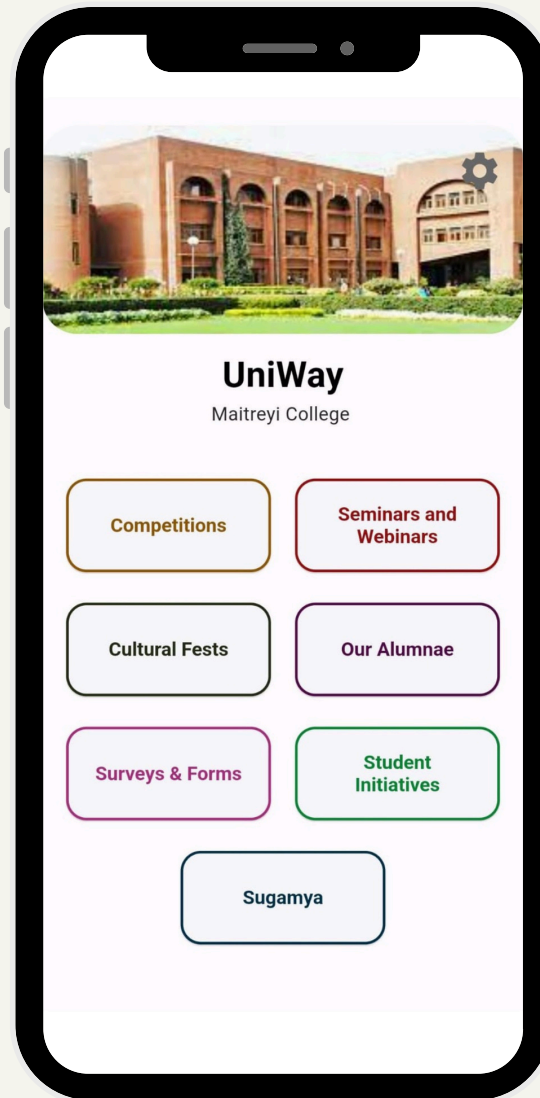 UniWay
Maitreyi College
Competitions
Seminars and
Webinars
Cultural Fests
Our Alumnae
Surveys & Forms
Student
Initiatives
Sugamya